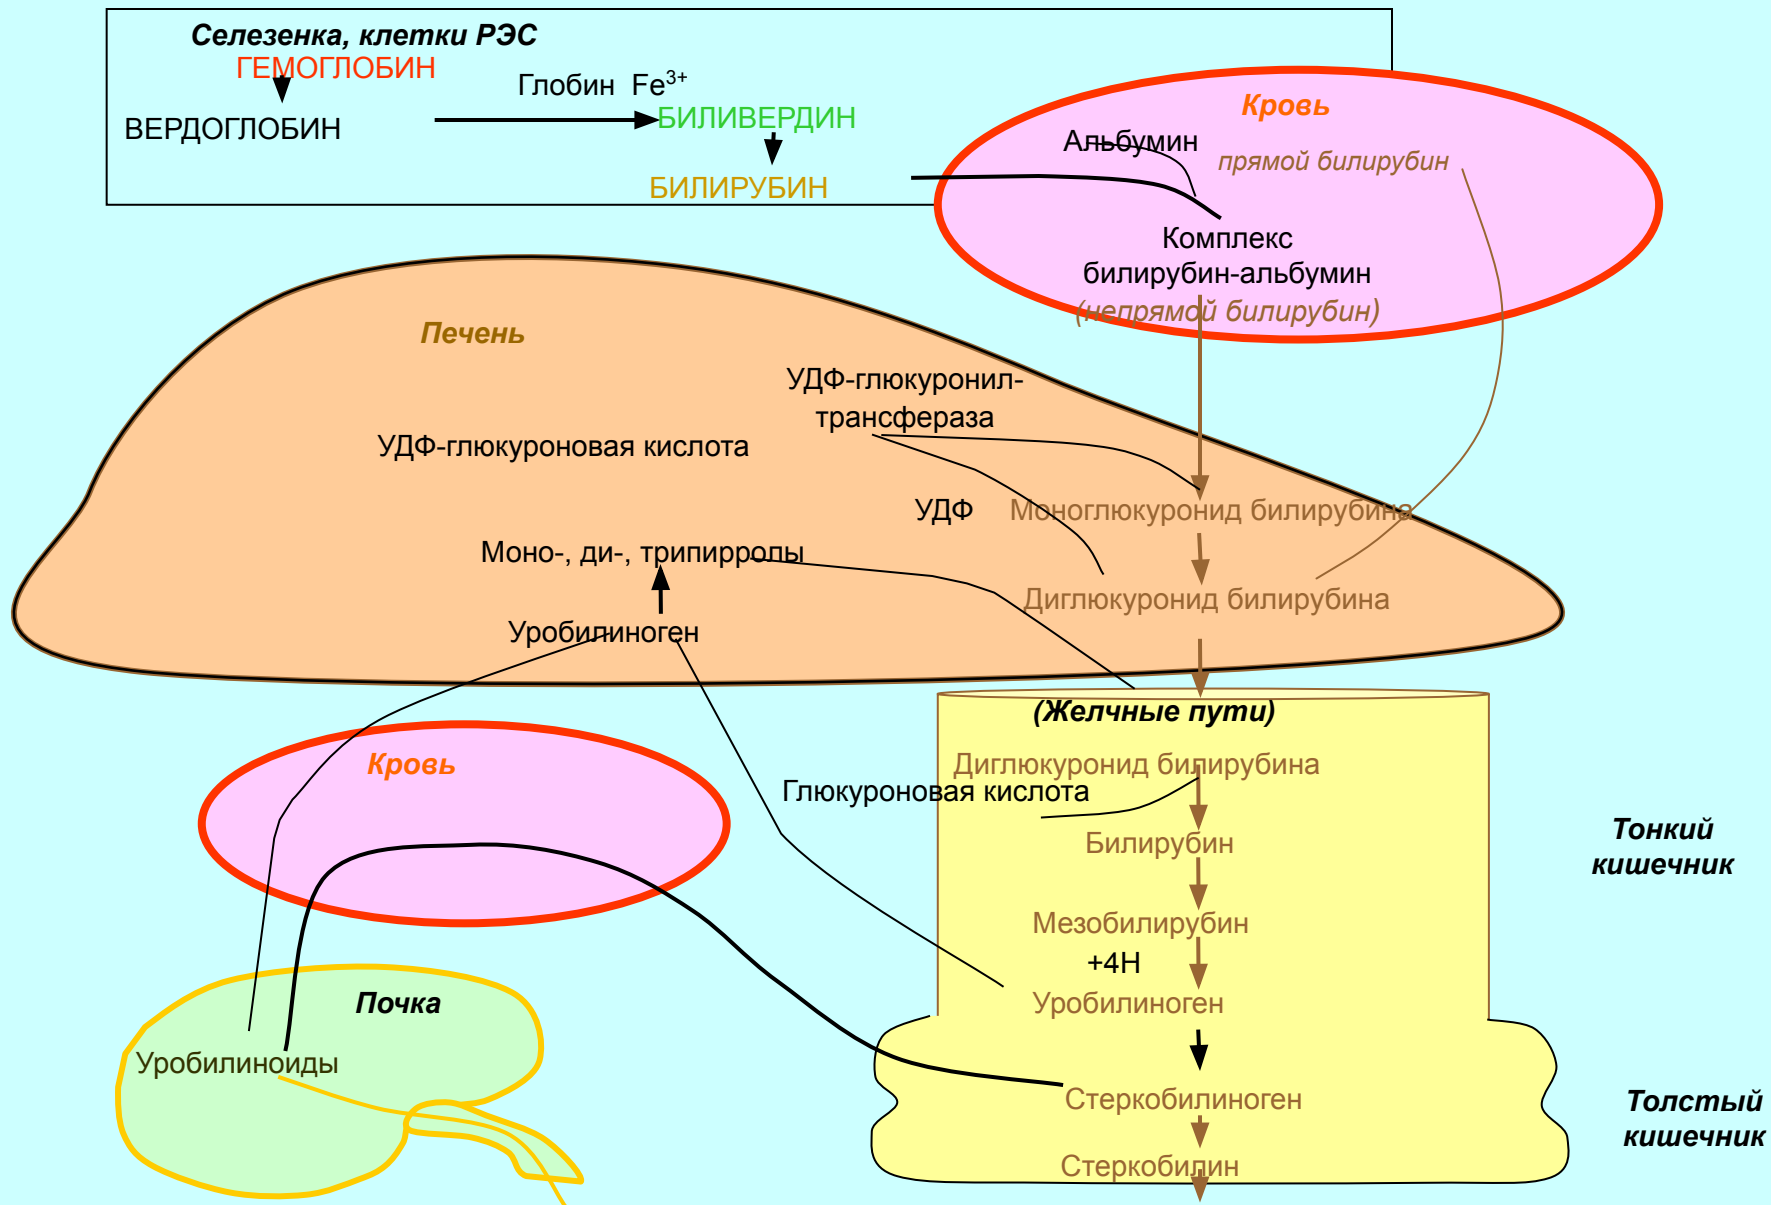 Селезенка, клетки РЭС
ГЕМОГЛОБИН
Глобин Fe³⁺
ВЕРДОГЛОБИН
БИЛИВЕРДИН
БИЛИРУБИН
Кровь
Альбумин
прямой билирубин
Комплекс
билирубин-альбумин
(непрямой билирубин)
Печень
УДФ-глюкуронил-
трансфераза
УДФ-глюкуроновая кислота
УДФ
Моноглюкуронид билирубина
Моно-, ди-, трипирролы
Диглюкуронид билирубина
Уробилиноген
(Желчные пути)
Кровь
Диглюкуронид билирубина
Глюкуроновая кислота
Билирубин
Тонкий
кишечник
Мезобилирубин
+4Н
Уробилиноген
Почка
Уробилиноиды
Стеркобилиноген
Толстый
кишечник
Стеркобилин